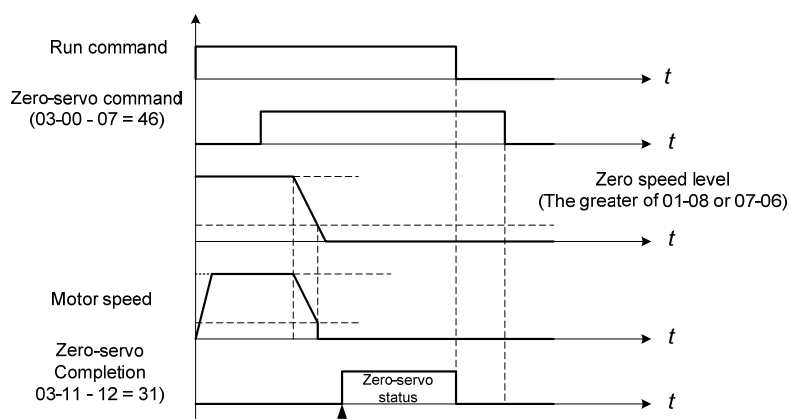 Run command
t
Zero-servo command
(03-00 - 07 = 46)
t
Zero speed level
(The greater of 01-08 or 07-06)
t
Motor speed
t
Zero-servo
Completion
03-11 - 12 = 31)
Zero-servo
status
t